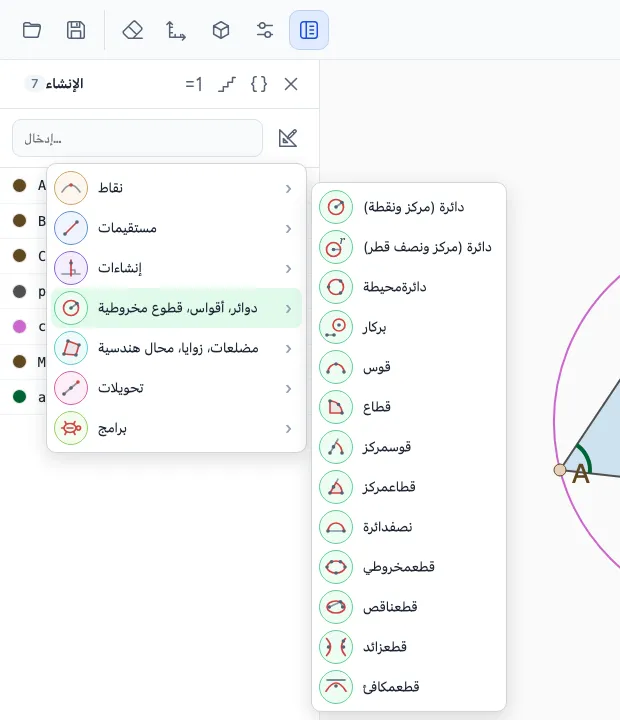 الإنشاء 7
=1
{ }
إدخال...
A
B
C
p
c
M
a
نقاط
مستقيمات
إنشاءات
دوائر، أقواس، قطوع مخروطية
مضلعات، زوايا، محال هندسية
تحويلات
برامج
دائرة (مركز ونقطة)
دائرة (مركز ونصف قطر)
دائرةمحيطة
بركار
قوس
قطاع
قوسمركز
قطاعمركز
نصفدائرة
قطعمخروطي
قطعناقص
قطعزائد
قطعمكافئ
r
A